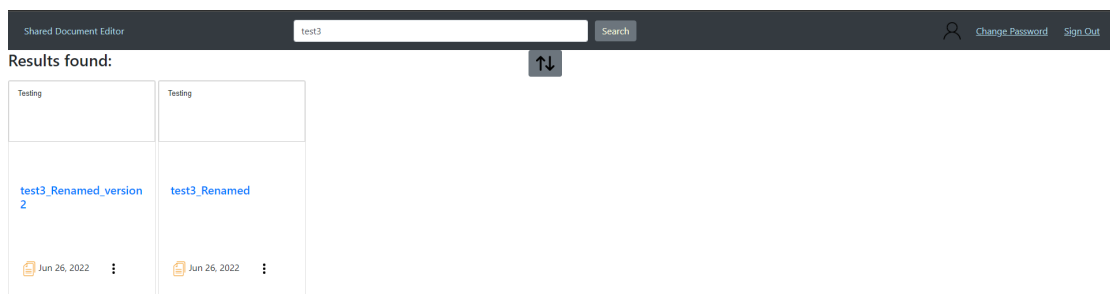 Shared Document Editor
test3
Search
Change Password
Sign Out
Results found:
Testing
Testing
test3_Renamed_version
2
test3_Renamed
Jun 26, 2022
Jun 26, 2022